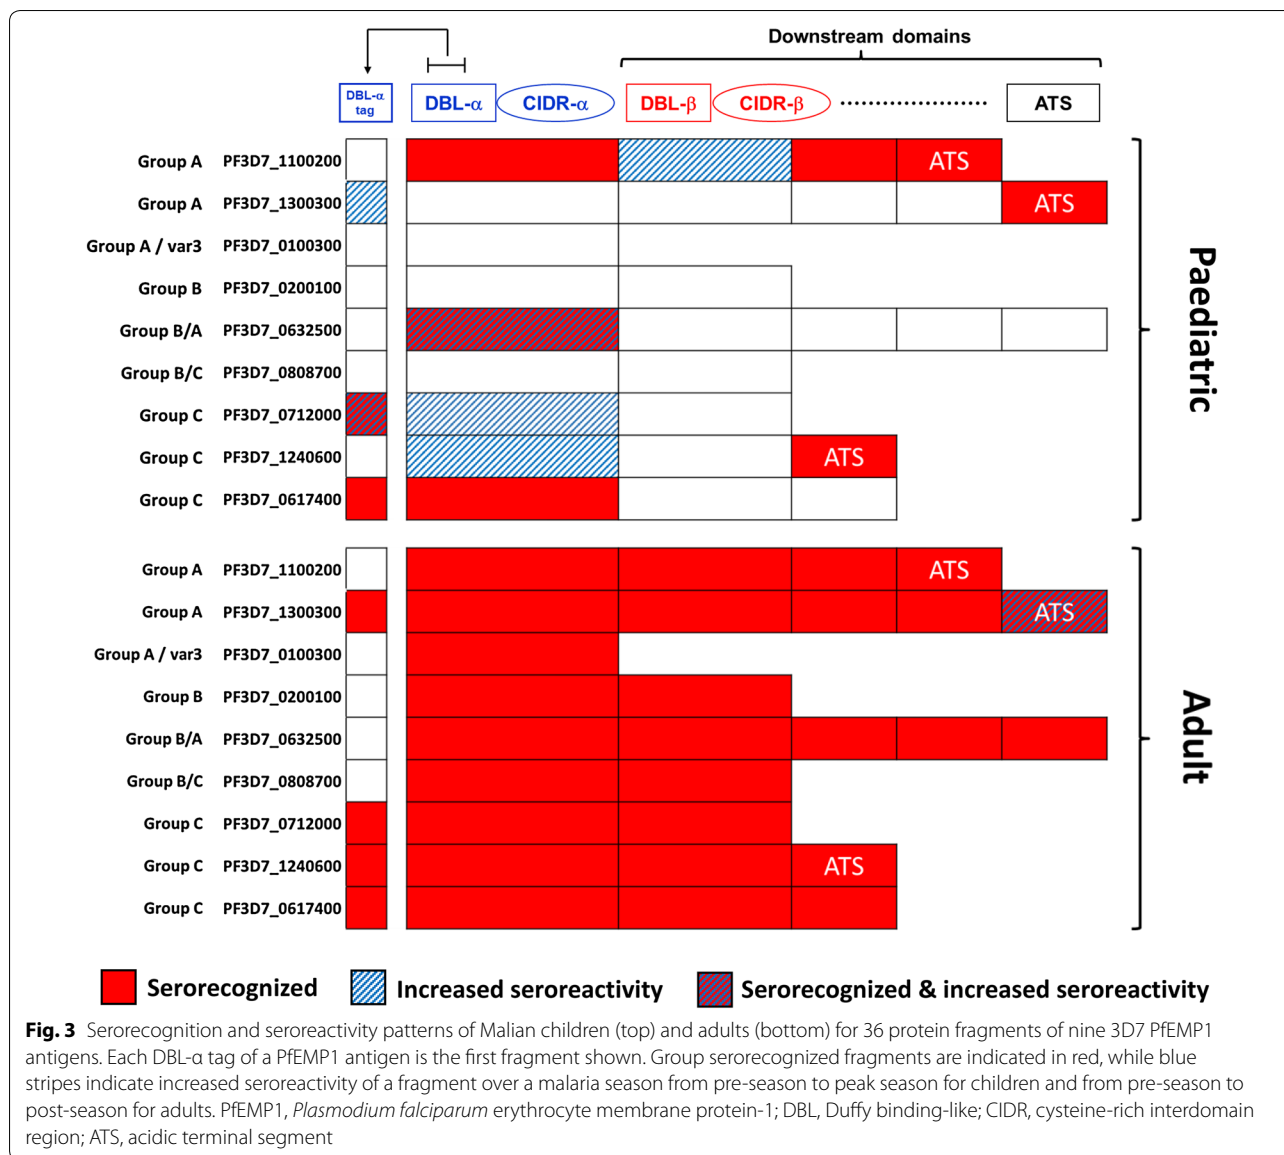 Downstream domains
DBL-α tag
DBL-α
CIDR-α
DBL-β
CIDR-β
ATS
Group A PF3D7_1100200 ATS
Group A PF3D7_1300300 ATS
Group A / var3 PF3D7_0100300
Group B PF3D7_0200100
Group B/A PF3D7_0632500
Group B/C PF3D7_0808700
Group C PF3D7_0712000
Group C PF3D7_1240600 ATS
Group C PF3D7_0617400
Paediatric
Group A PF3D7_1100200 ATS
Group A PF3D7_1300300 ATS
Group A / var3 PF3D7_0100300
Group B PF3D7_0200100
Group B/A PF3D7_0632500
Group B/C PF3D7_0808700
Group C PF3D7_0712000
Group C PF3D7_1240600 ATS
Group C PF3D7_0617400
Adult
Serorecognized
Increased seroreactivity
Serorecognized & increased seroreactivity
Fig. 3 Serorecognition and seroreactivity patterns of Malian children (top) and adults (bottom) for 36 protein fragments of nine 3D7 PfEMP1
antigens. Each DBL-α tag of a PfEMP1 antigen is the first fragment shown. Group serorecognized fragments are indicated in red, while blue
stripes indicate increased seroreactivity of a fragment over a malaria season from pre-season to peak season for children and from pre-season to
post-season for adults. PfEMP1, Plasmodium falciparum erythrocyte membrane protein-1; DBL, Duffy binding-like; CIDR, cysteine-rich interdomain
region; ATS, acidic terminal segment